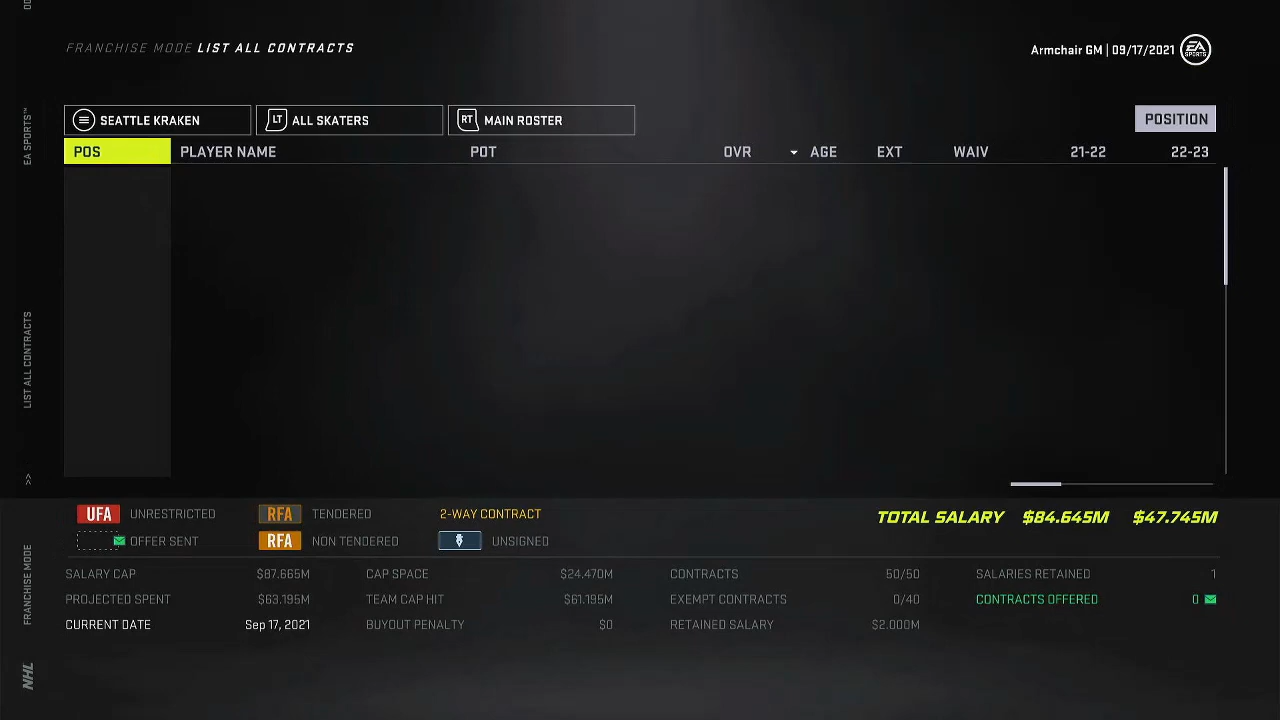 FRANCHISE MODE LIST ALL CONTRACTS
Armchair GM | 09/17/2021
EA SPORTS
SEATTLE KRAKEN LT ALL SKATERS RT MAIN ROSTER POSITION
POS PLAYER NAME POT OVR AGE EXT WAIV 21-22 22-23
EA SPORTS™
LIST ALL CONTRACTS
>>
FRANCHISE MODE
NHL
UFA UNRESTRICTED RFA TENDERED 2-WAY CONTRACT TOTAL SALARY $84.645M $47.745M
OFFER SENT RFA NON TENDERED UNSIGNED
SALARY CAP $87.665M CAP SPACE $24.470M CONTRACTS 50/50 SALARIES RETAINED 1
PROJECTED SPENT $63.195M TEAM CAP HIT $61.195M EXEMPT CONTRACTS 0/40 CONTRACTS OFFERED 0
CURRENT DATE Sep 17, 2021 BUYOUT PENALTY $0 RETAINED SALARY $2.000M